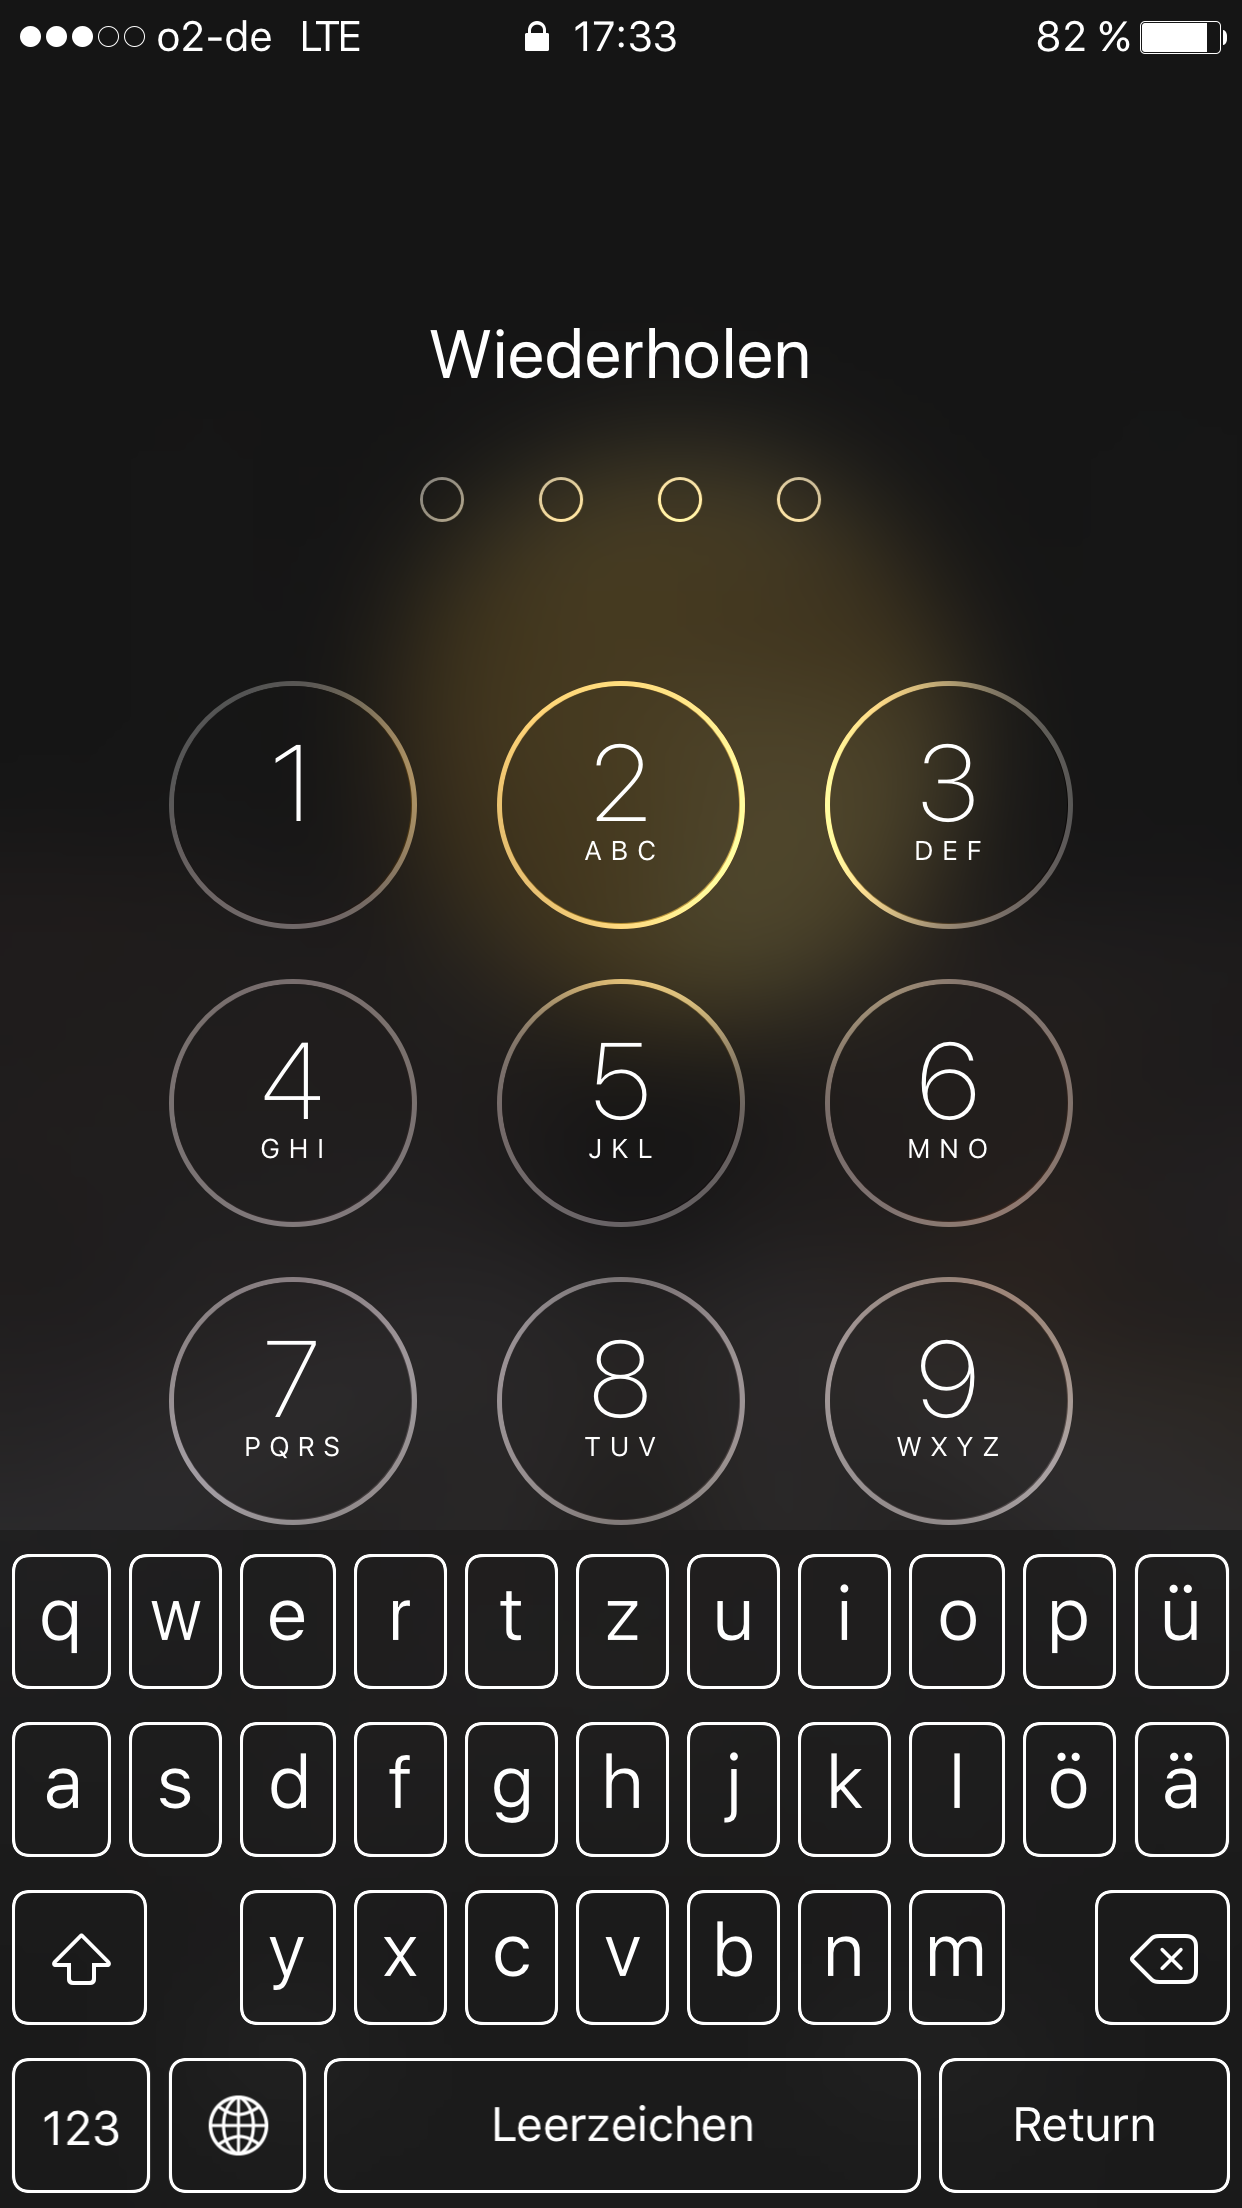 o2-de LTE 17:33 82 %
Wiederholen
1 2 3
ABC DEF
4 5 6
GHI JKL MNO
7 8 9
PQRS TUV WXYZ
q w e r t z u i o p ü
a s d f g h j k l ö ä
y x c v b n m
123 Leerzeichen Return